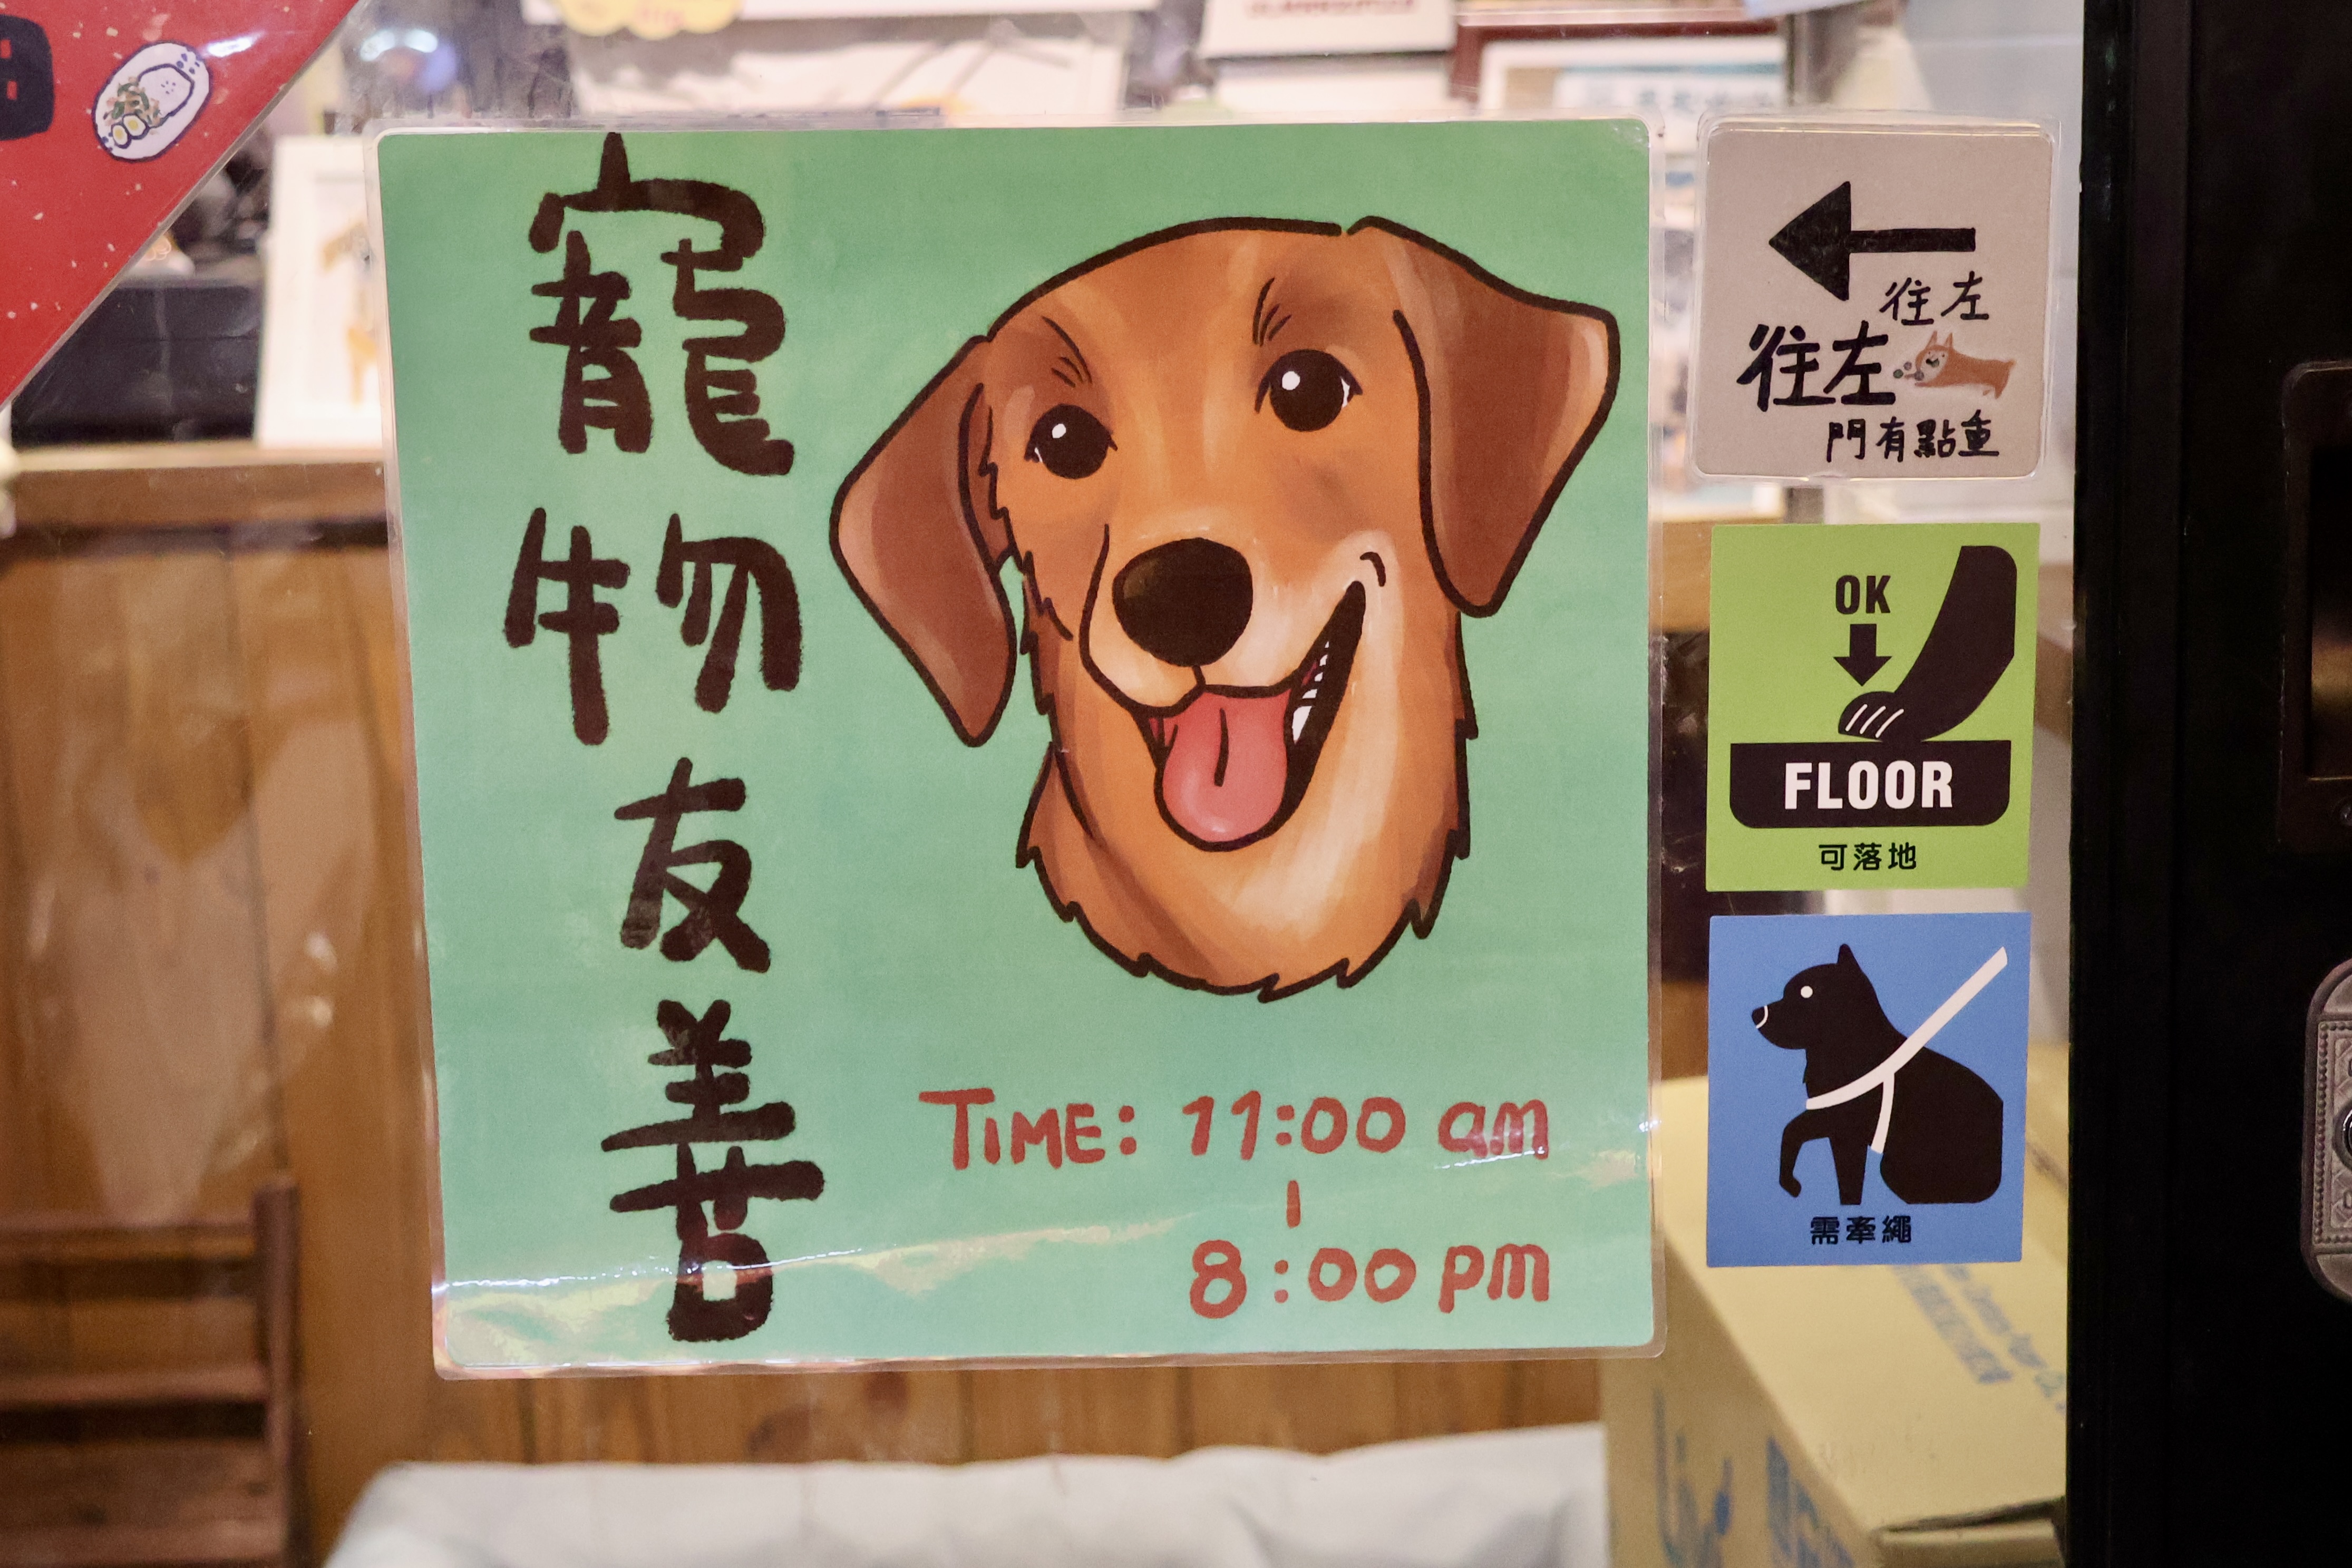 寵物友善
TIME: 11:00 am
|
8:00 pm
往左
往左
門有點重
OK
FLOOR
可落地
需牽繩